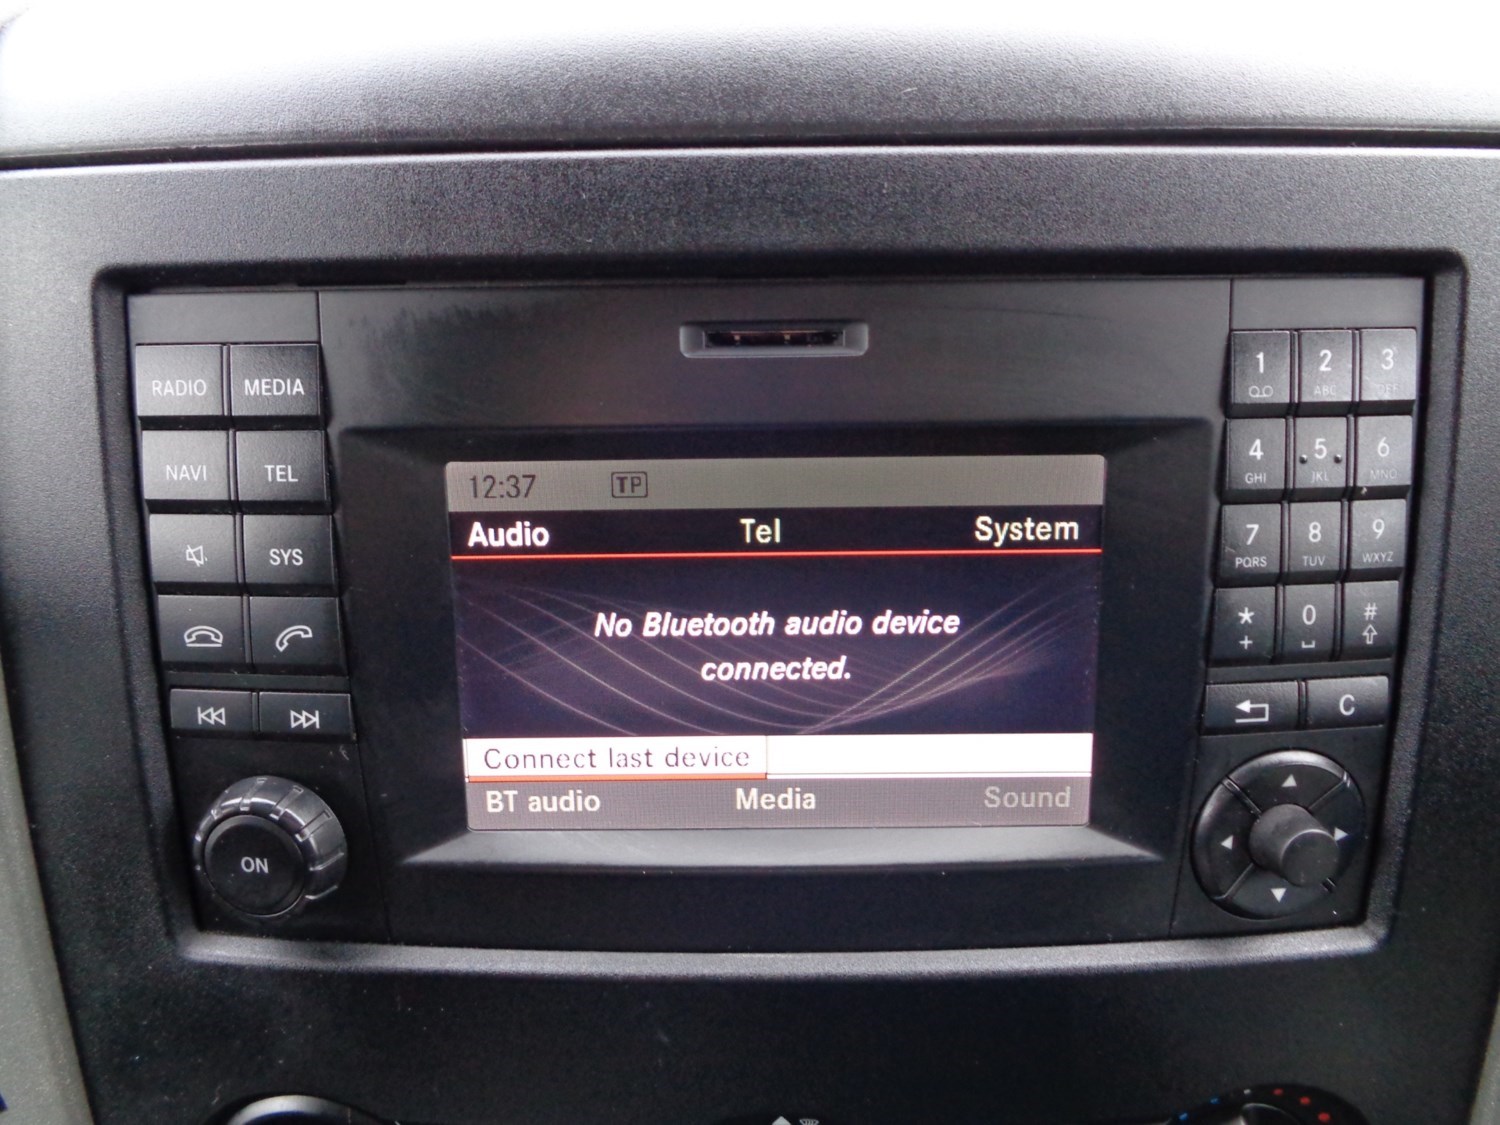 RADIO MEDIA
NAVI TEL
SYS
ON
12:37 TP
Audio Tel System
No Bluetooth audio device
connected.
Connect last device
BT audio Media Sound
1 2 3
ABC DEF
4 5 6
GHI JKL MNO
7 8 9
PQRS TUV WXYZ
* 0 #
+
C